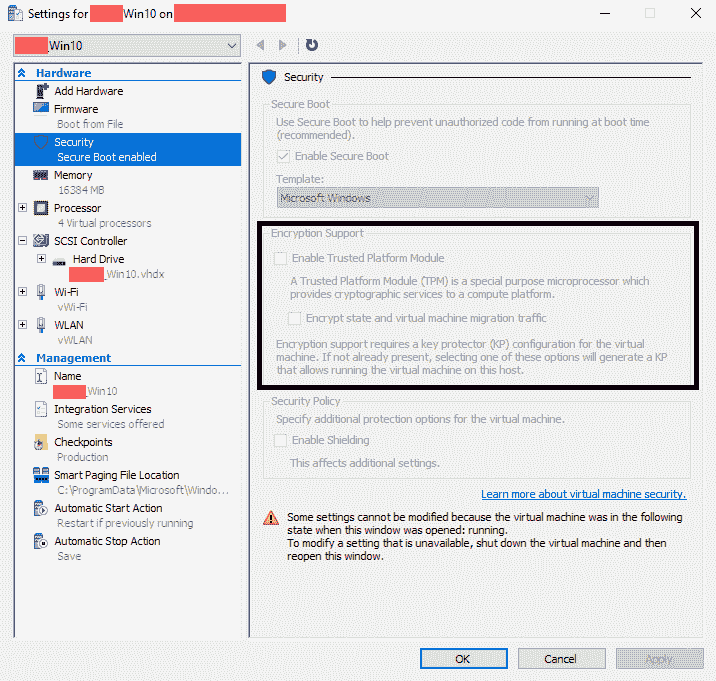 Settings for Win10 on
_Win10
Hardware
Add Hardware
Firmware
Boot from File
Security
Secure Boot enabled
Memory
16384 MB
Processor
4 Virtual processors
SCSI Controller
Hard Drive
_Win10.vhdx
Wi-Fi
vWi-Fi
WLAN
vWLAN
Management
Name
_Win10
Integration Services
Some services offered
Checkpoints
Production
Smart Paging File Location
C:\ProgramData\Microsoft\Windo...
Automatic Start Action
Restart if previously running
Automatic Stop Action
Save
Security
Secure Boot
Use Secure Boot to help prevent unauthorized code from running at boot time
(recommended).
Enable Secure Boot
Template:
Microsoft Windows
Encryption Support
Enable Trusted Platform Module
A Trusted Platform Module (TPM) is a special purpose microprocessor which
provides cryptographic services to a compute platform.
Encrypt state and virtual machine migration traffic
Encryption support requires a key protector (KP) configuration for the virtual
machine. If not already present, selecting one of these options will generate a KP
that allows running the virtual machine on this host.
Security Policy
Specify additional protection options for the virtual machine.
Enable Shielding
This affects additional settings.
Learn more about virtual machine security.
Some settings cannot be modified because the virtual machine was in the following
state when this window was opened: running.
To modify a setting that is unavailable, shut down the virtual machine and then
reopen this window.
OK
Cancel
Apply